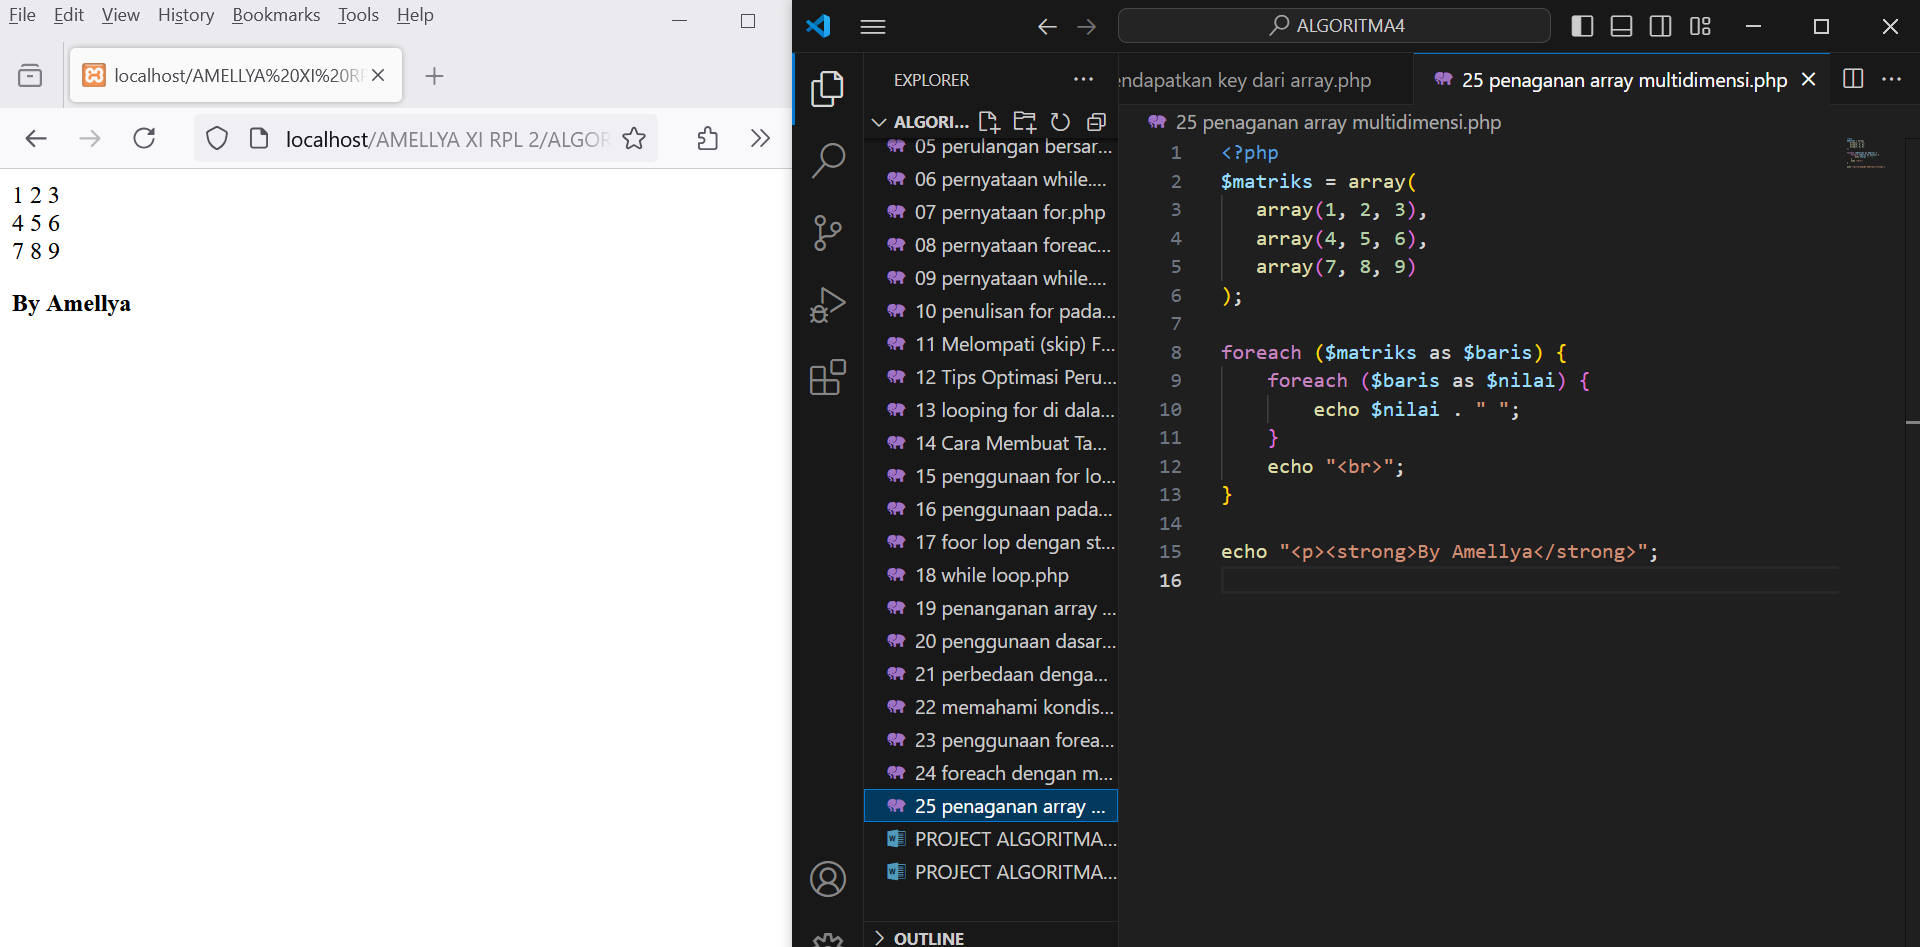 File Edit View History Bookmarks Tools Help
localhost/AMELLYA%20XI%20RP
localhost/AMELLYA XI RPL 2/ALGOR
1 2 3
4 5 6
7 8 9
By Amellya
ALGORITMA4
EXPLORER
ALGORI...
05 perulangan bersar...
06 pernyataan while....
07 pernyataan for.php
08 pernyataan foreac...
09 pernyataan while....
10 penulisan for pada...
11 Melompati (skip) F...
12 Tips Optimasi Peru...
13 looping for di dala...
14 Cara Membuat Ta...
15 penggunaan for lo...
16 penggunaan pada...
17 foor lop dengan st...
18 while loop.php
19 penanganan array ...
20 penggunaan dasar...
21 perbedaan denga...
22 memahami kondis...
23 penggunaan forea...
24 foreach dengan m...
25 penaganan array ...
PROJECT ALGORITMA...
PROJECT ALGORITMA...
OUTLINE
endapatkan key dari array.php
25 penaganan array multidimensi.php
25 penaganan array multidimensi.php
1 <?php
2 $matriks = array(
3 array(1, 2, 3),
4 array(4, 5, 6),
5 array(7, 8, 9)
6 );
7
8 foreach ($matriks as $baris) {
9 foreach ($baris as $nilai) {
10 echo $nilai . " ";
11 }
12 echo "<br>";
13 }
14
15 echo "<p><strong>By Amellya</strong>";
16